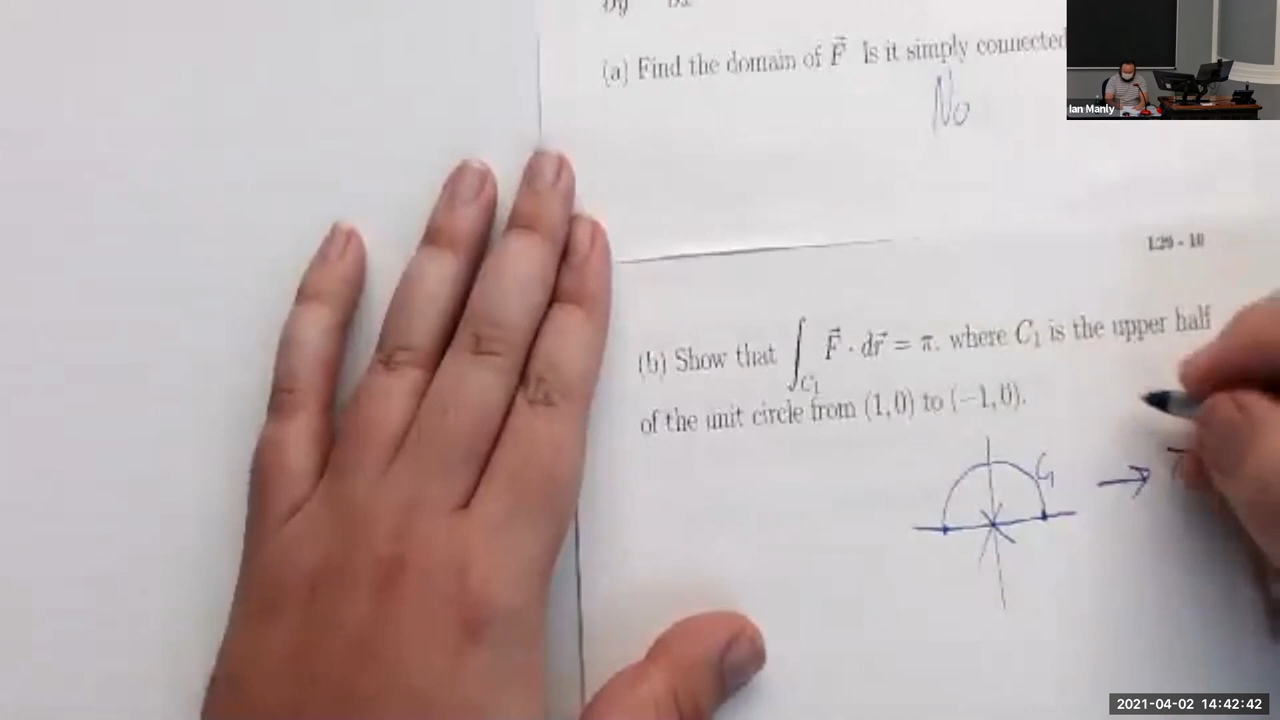 (a) Find the domain of F⃗ Is it simply connected
No
Ian Manly
L29 - 10
(b) Show that ∫_{C₁} F⃗ · dr⃗ = π. where C₁ is the upper half
of the unit circle from (1,0) to (−1,0).
C₁ →
2021-04-02 14:42:42